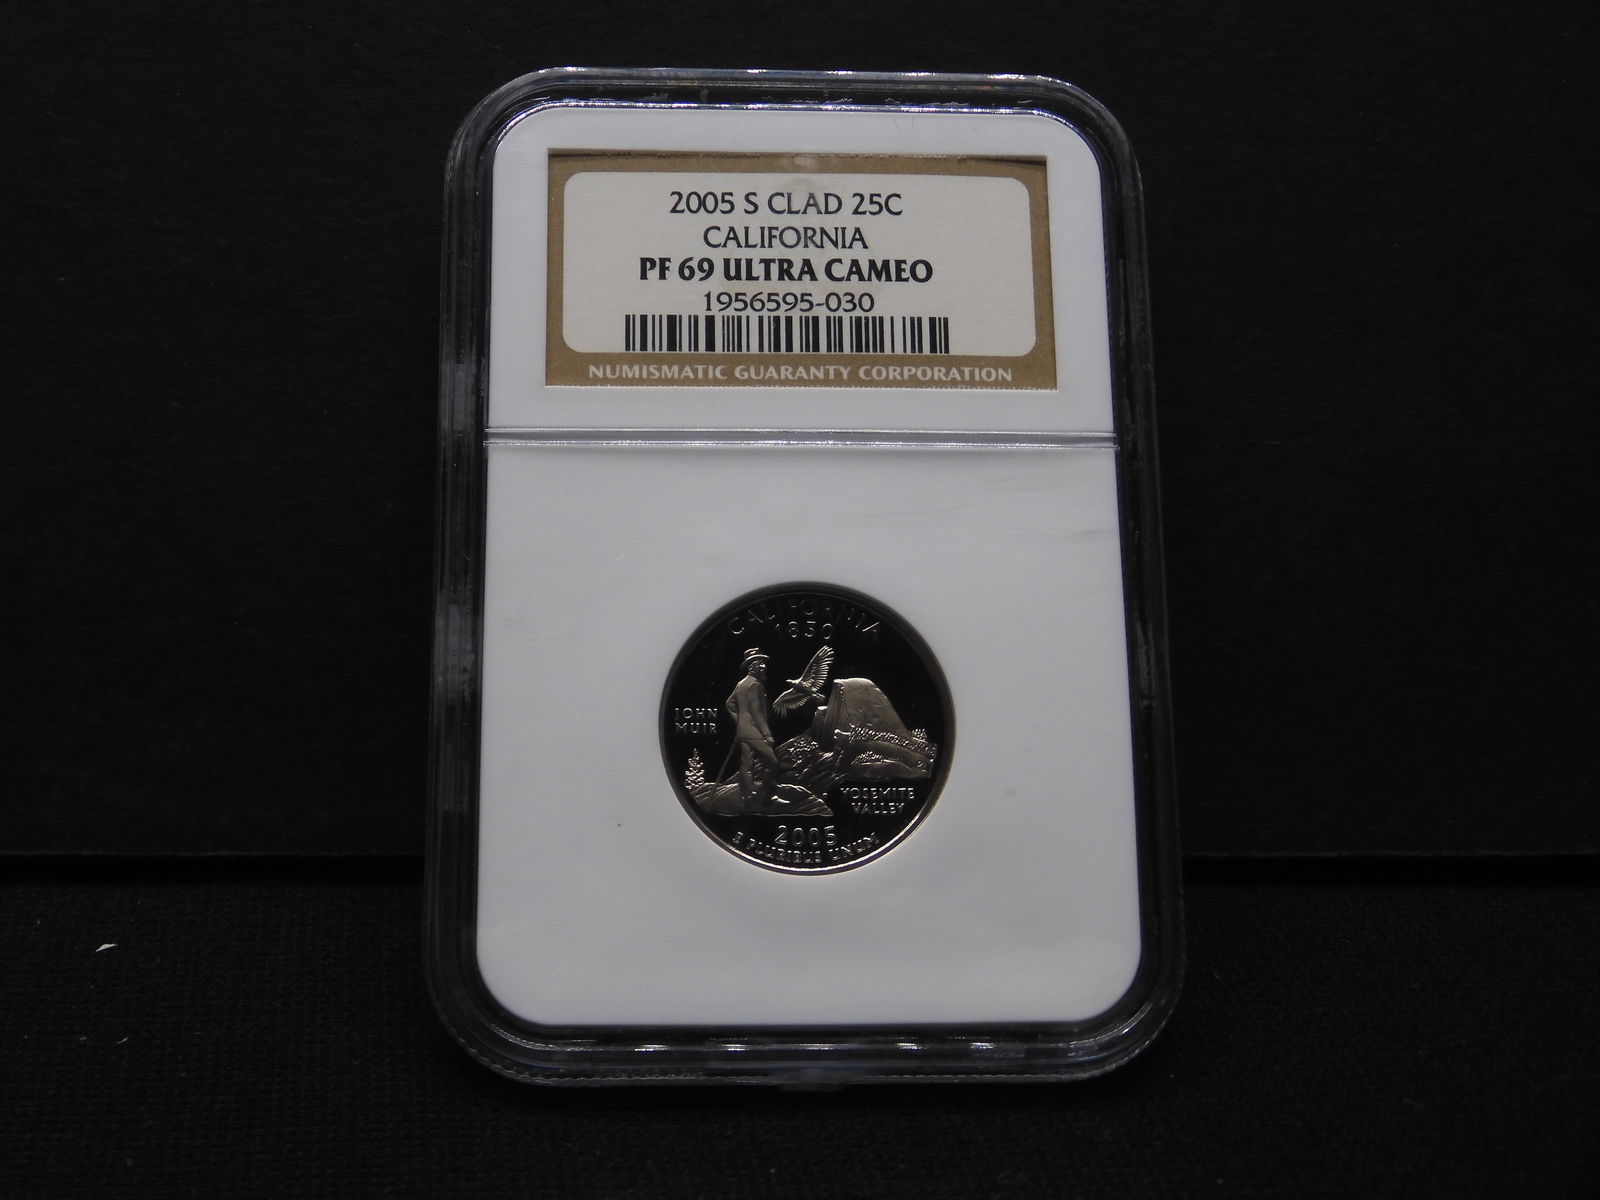 2005 S CLAD 25C
CALIFORNIA
PF 69 ULTRA CAMEO
1956595-030
NUMISMATIC GUARANTY CORPORATION
CALIFORNIA
1850
JOHN
MUIR
YOSEMITE
VALLEY
2005
E PLURIBUS UNUM